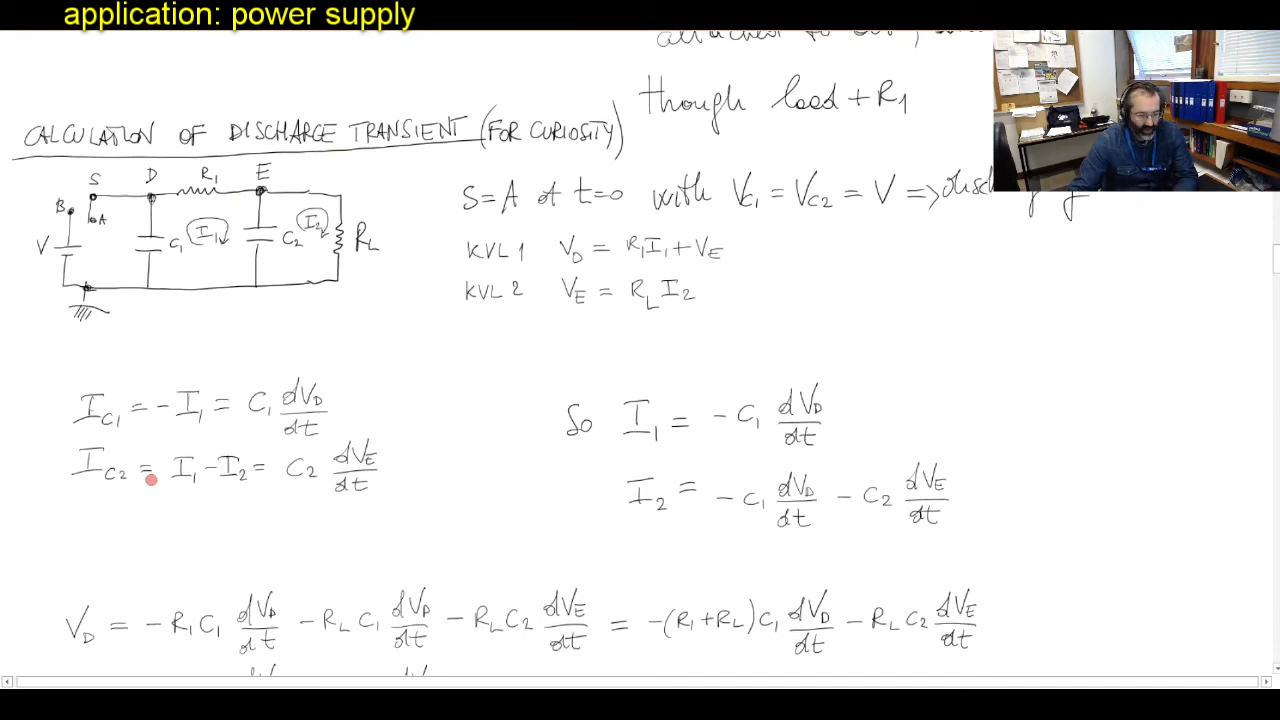 application: power supply
though load + R1
CALCULATION OF DISCHARGE TRANSIENT (FOR CURIOSITY)
S D R1 E
B A
V C1 I1 C2 I2 RL
S=A at t=0 with VC1 = VC2 = V =>
KVL 1 VD = R1I1 + VE
KVL 2 VE = RL I2
IC1 = - I1 = C1 dVD/dt
So I1 = - C1 dVD/dt
IC2 = I1 - I2 = C2 dVE/dt
I2 = - C1 dVD/dt - C2 dVE/dt
VD = - R1C1 dVD/dt - RL C1 dVD/dt - RLC2 dVE/dt = -(R1+RL)C1 dVD/dt - RL C2 dVE/dt